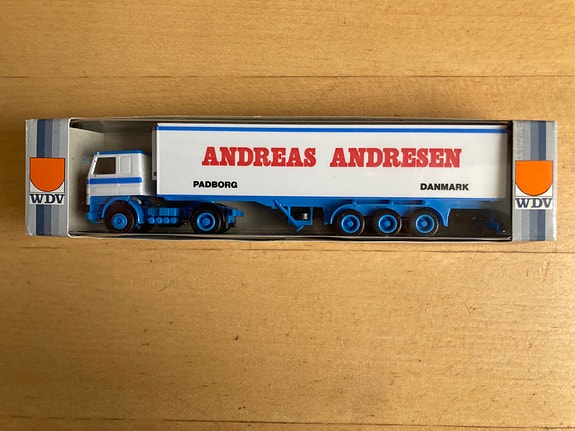 ANDREAS ANDRESEN
PADBORG
DANMARK
WDV
WDV